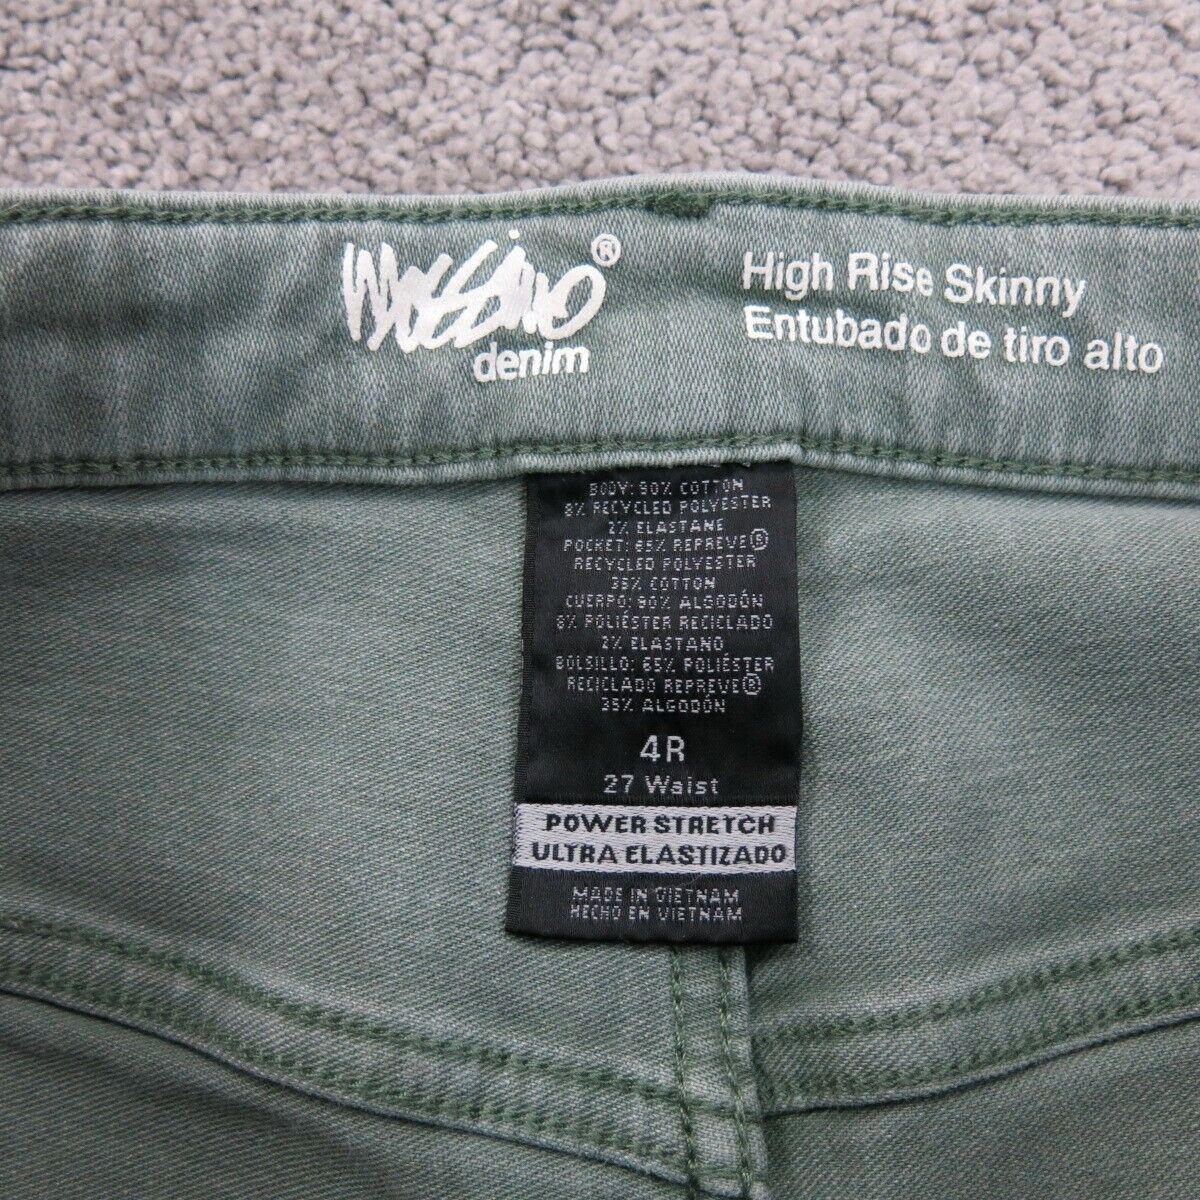 mossimo®
denim
High Rise Skinny
Entubado de tiro alto
BODY: 90% COTTON
8% RECYCLED POLYESTER
2% ELASTANE
POCKET: 65% REPREVE®
RECYCLED POLYESTER
35% COTTON
CUERPO: 90% ALGODÓN
8% POLIÉSTER RECICLADO
2% ELASTANO
BOLSILLO: 65% POLIÉSTER
RECICLADO REPREVE®
35% ALGODÓN
4R
27 Waist
POWER STRETCH
ULTRA ELASTIZADO
MADE IN VIETNAM
HECHO EN VIETNAM